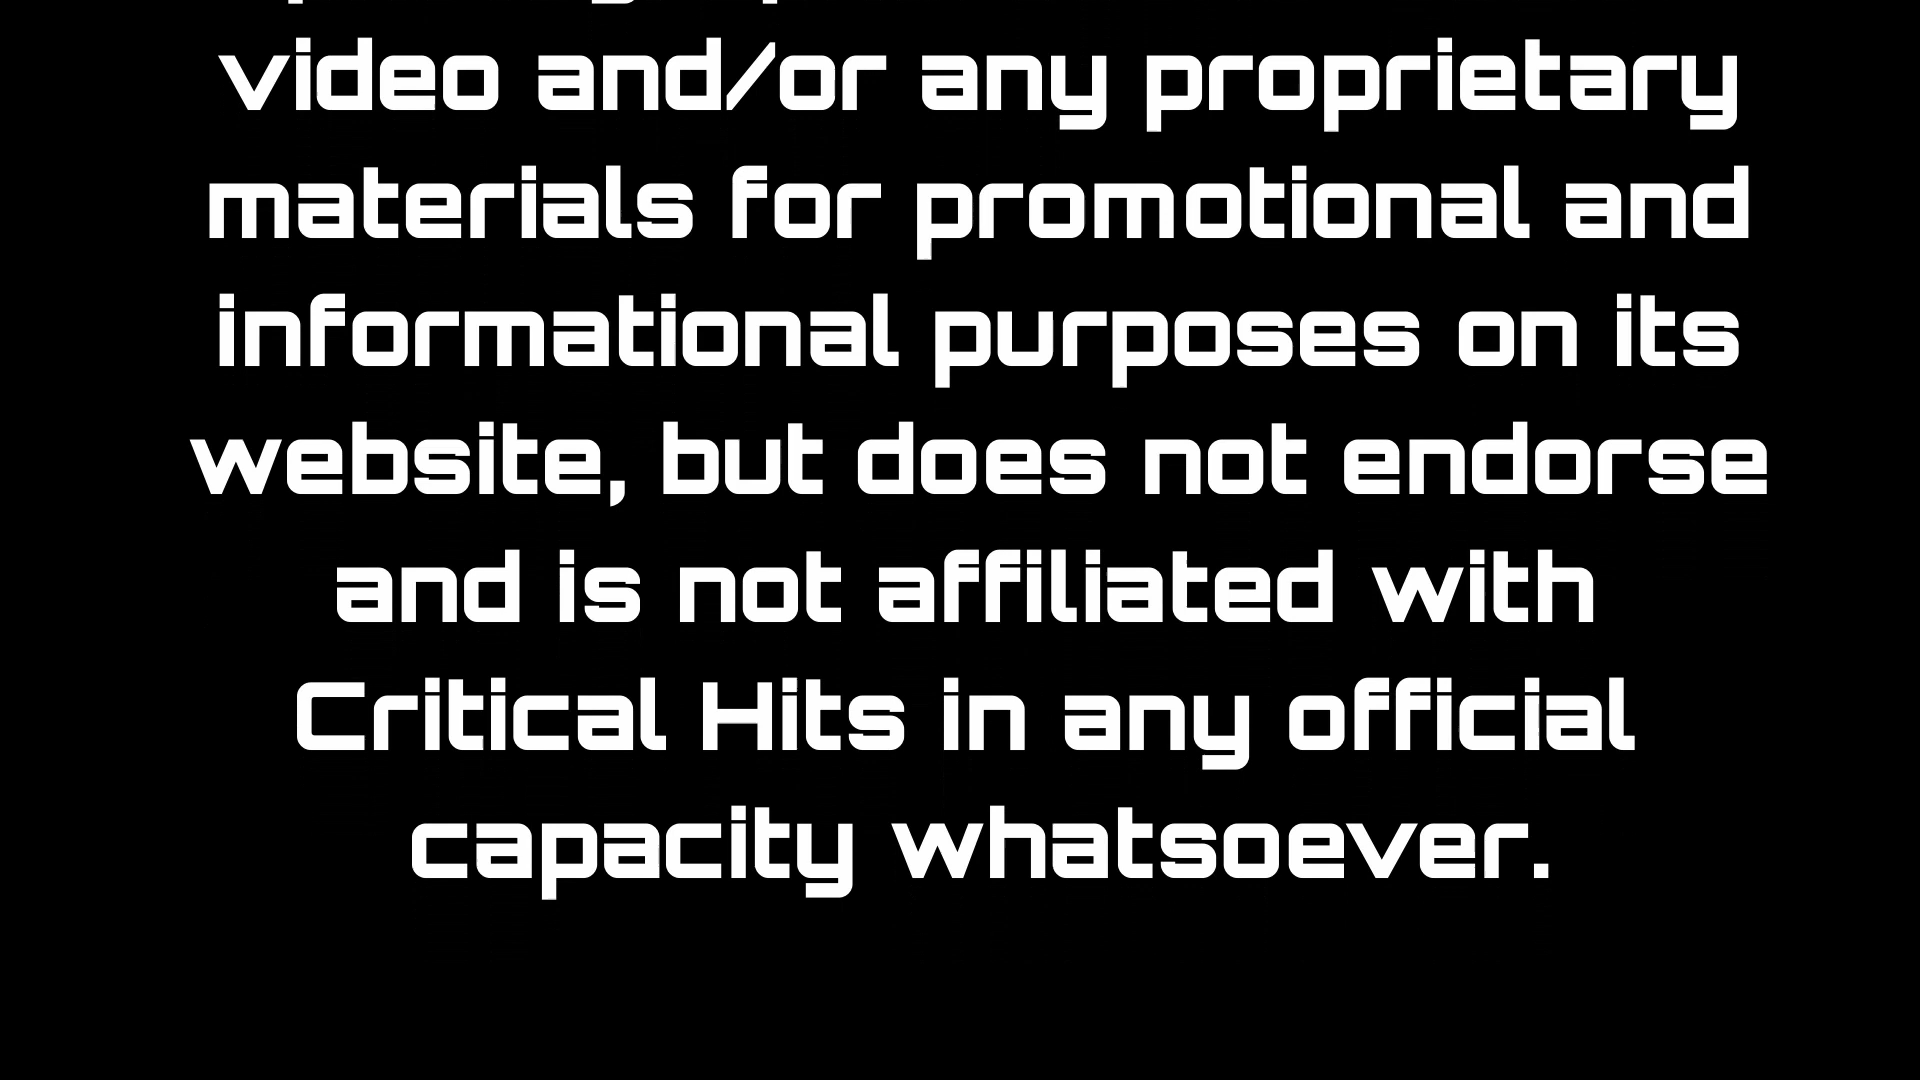 video and/or any proprietary
materials for promotional and
informational purposes on its
website, but does not endorse
and is not affiliated with
Critical Hits in any official
capacity whatsoever.